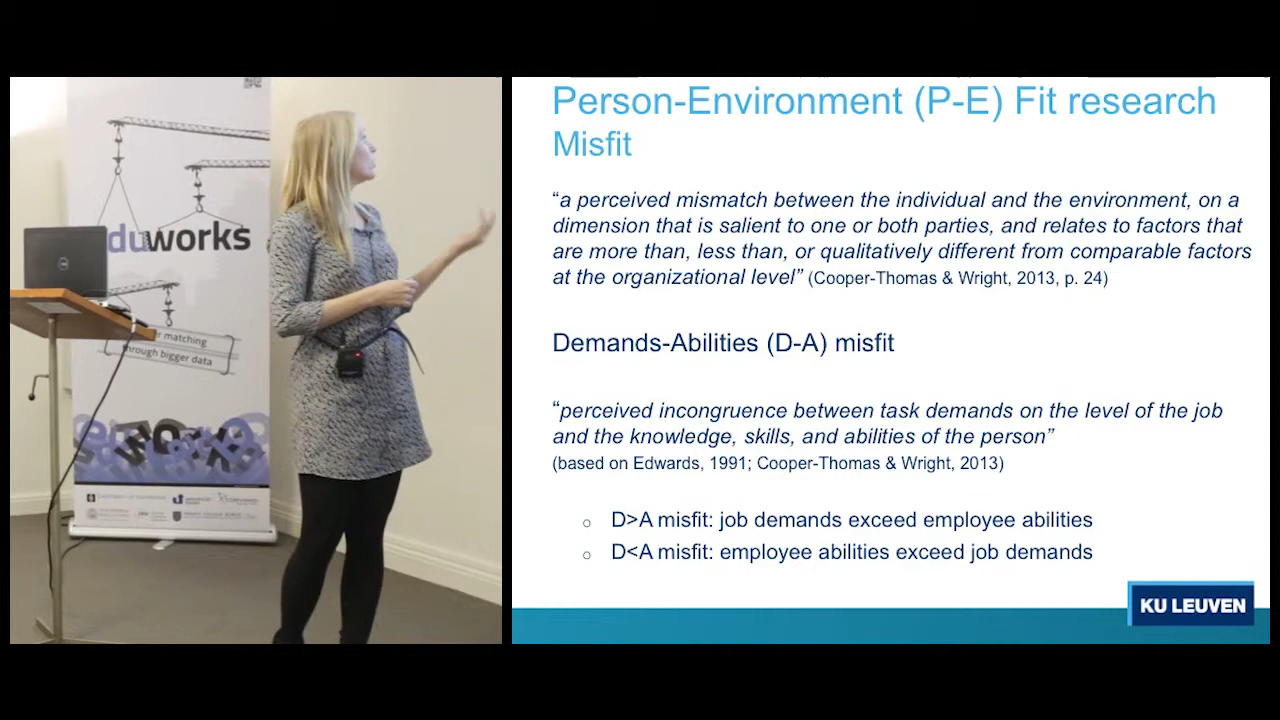 duworks
er matching
through bigger data
Person-Environment (P-E) Fit research
Misfit
“a perceived mismatch between the individual and the environment, on a
dimension that is salient to one or both parties, and relates to factors that
are more than, less than, or qualitatively different from comparable factors
at the organizational level” (Cooper-Thomas & Wright, 2013, p. 24)
Demands-Abilities (D-A) misfit
“perceived incongruence between task demands on the level of the job
and the knowledge, skills, and abilities of the person”
(based on Edwards, 1991; Cooper-Thomas & Wright, 2013)
○ D>A misfit: job demands exceed employee abilities
○ D<A misfit: employee abilities exceed job demands
KU LEUVEN